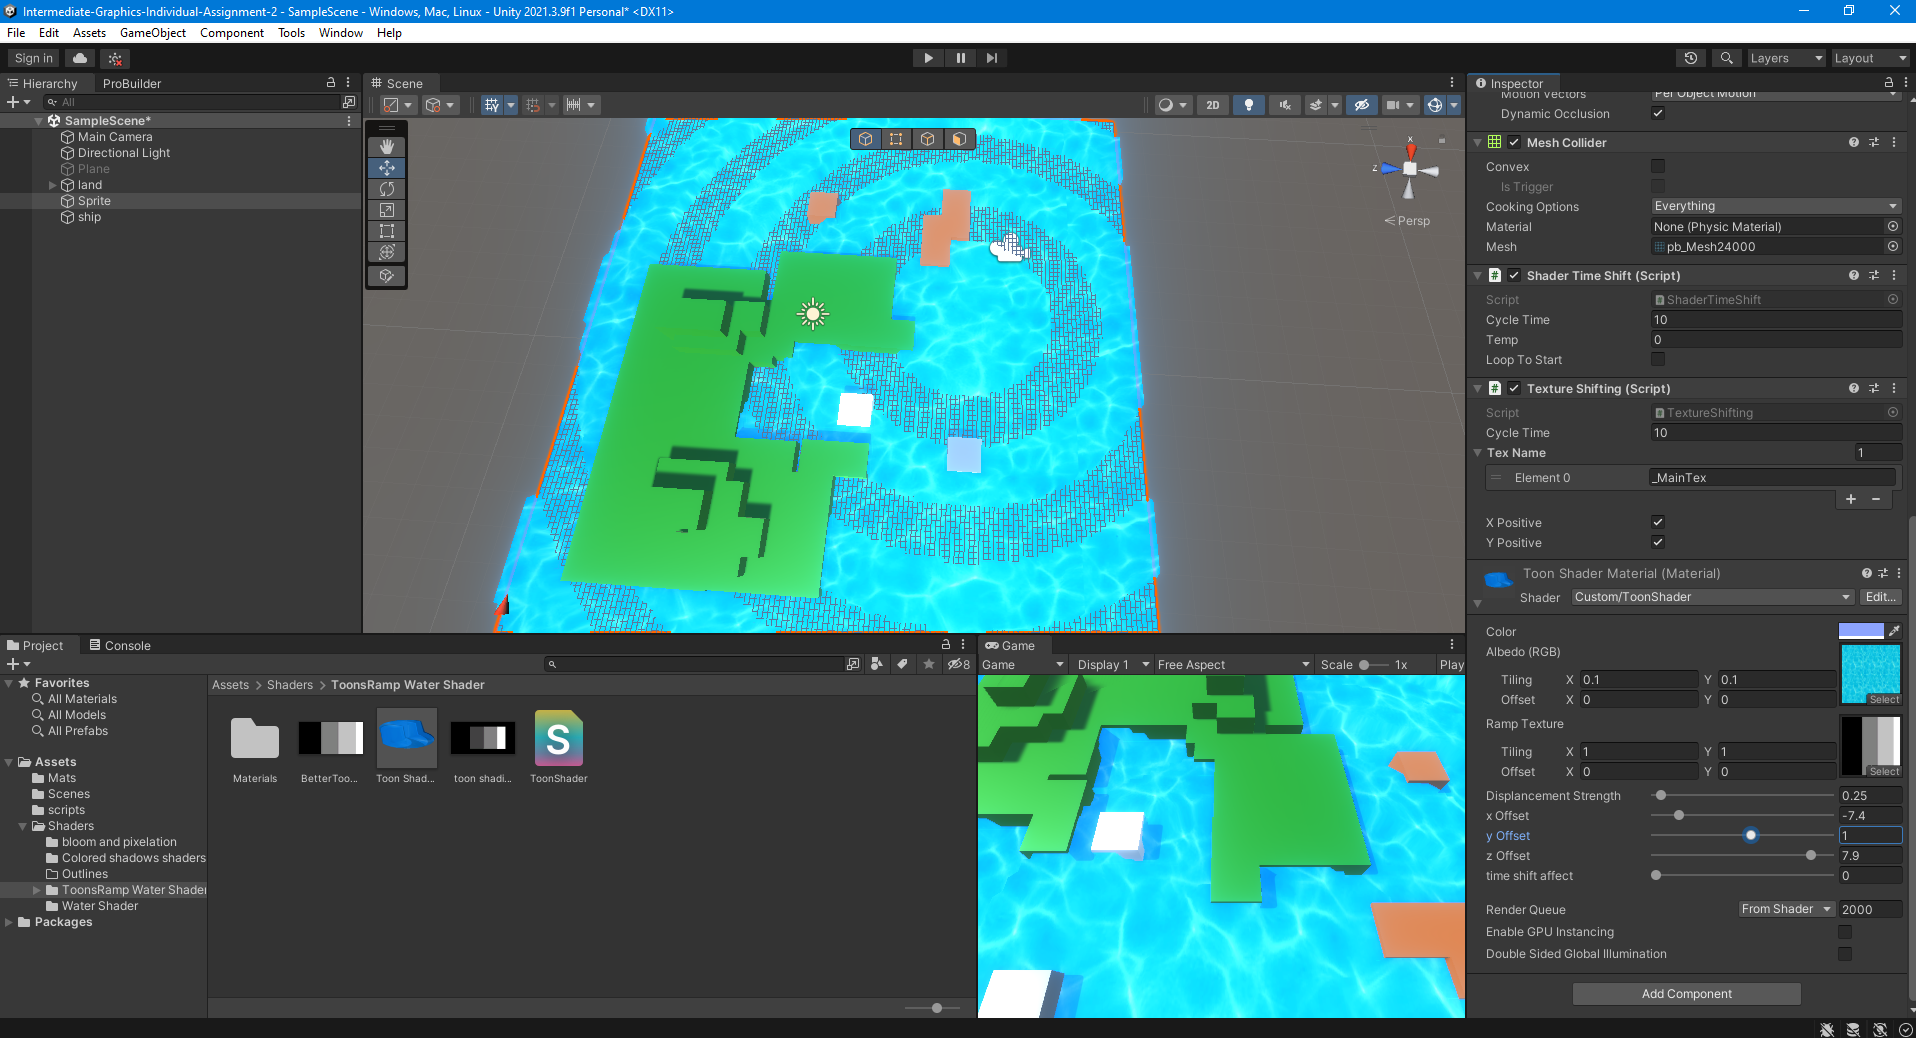 Intermediate-Graphics-Individual-Assignment-2 - SampleScene - Windows, Mac, Linux - Unity 2021.3.9f1 Personal* <DX11>
File Edit Assets GameObject Component Tools Window Help
Sign in
Layers
Layout
Hierarchy
ProBuilder
All
SampleScene*
Main Camera
Directional Light
Plane
land
Sprite
ship
Scene
2D
x
z
Persp
Inspector
Motion Vectors Per Object Motion
Dynamic Occlusion
Mesh Collider
Convex
Is Trigger
Cooking Options Everything
Material None (Physic Material)
Mesh pb_Mesh24000
Shader Time Shift (Script)
Script ShaderTimeShift
Cycle Time 10
Temp 0
Loop To Start
Texture Shifting (Script)
Script TextureShifting
Cycle Time 10
Tex Name 1
Element 0 _MainTex
X Positive
Y Positive
Toon Shader Material (Material)
Shader Custom/ToonShader Edit...
Color
Albedo (RGB)
Tiling X 0.1 Y 0.1
Offset X 0 Y 0
Select
Ramp Texture
Tiling X 1 Y 1
Offset X 0 Y 0
Select
Displancement Strength 0.25
x Offset -7.4
y Offset 1
z Offset 7.9
time shift affect 0
Render Queue From Shader 2000
Enable GPU Instancing
Double Sided Global Illumination
Add Component
Project
Console
8
Favorites
All Materials
All Models
All Prefabs
Assets
Mats
Scenes
scripts
Shaders
bloom and pixelation
Colored shadows shaders
Outlines
ToonsRamp Water Shader
Water Shader
Packages
Assets > Shaders > ToonsRamp Water Shader
Materials
BetterToo...
Toon Shad...
toon shadi...
S
ToonShader
Game
Game Display 1 Free Aspect Scale 1x Play